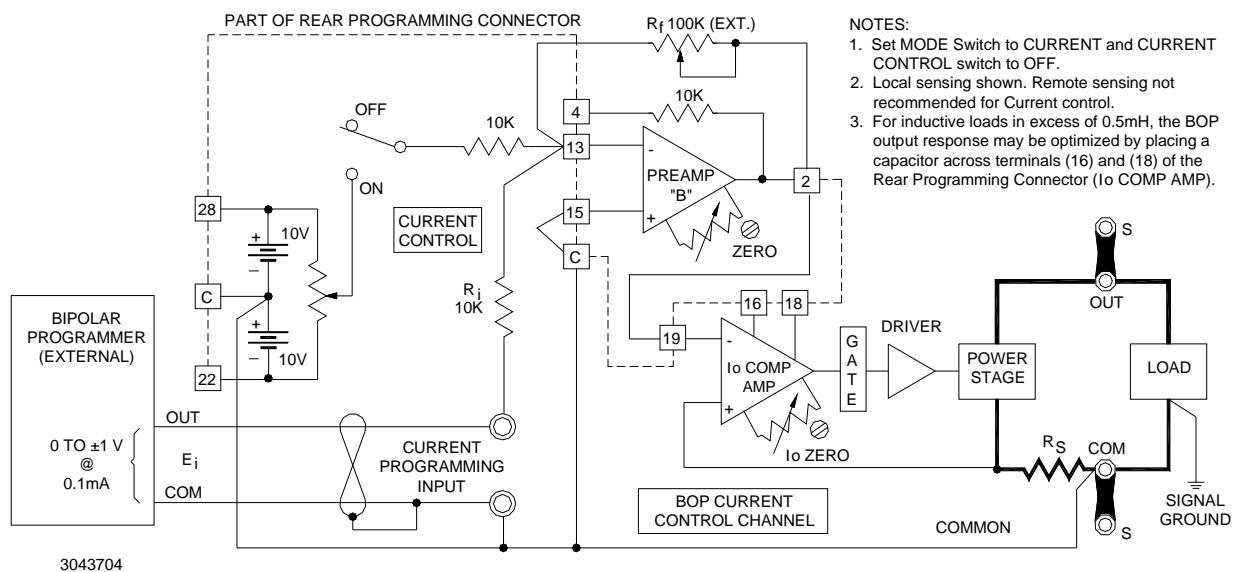 PART OF REAR PROGRAMMING CONNECTOR
Rf 100K (EXT.)
NOTES:
1. Set MODE Switch to CURRENT and CURRENT
CONTROL switch to OFF.
2. Local sensing shown. Remote sensing not
recommended for Current control.
3. For inductive loads in excess of 0.5mH, the BOP
output response may be optimized by placing a
capacitor across terminals (16) and (18) of the
Rear Programming Connector (Io COMP AMP).
OFF
10K
4
10K
13
-
PREAMP
"B"
+
2
ON
28
15
ZERO
CURRENT
CONTROL
C
+
10V
–
C
+
10V
–
22
Ri
10K
16
18
19
-
Io COMP
AMP
+
Io ZERO
GATE
DRIVER
POWER
STAGE
S
OUT
LOAD
RS
COM
S
SIGNAL
GROUND
BIPOLAR
PROGRAMMER
(EXTERNAL)
OUT
0 TO ±1 V
@
0.1mA
Ei
COM
CURRENT
PROGRAMMING
INPUT
BOP CURRENT
CONTROL CHANNEL
COMMON
3043704